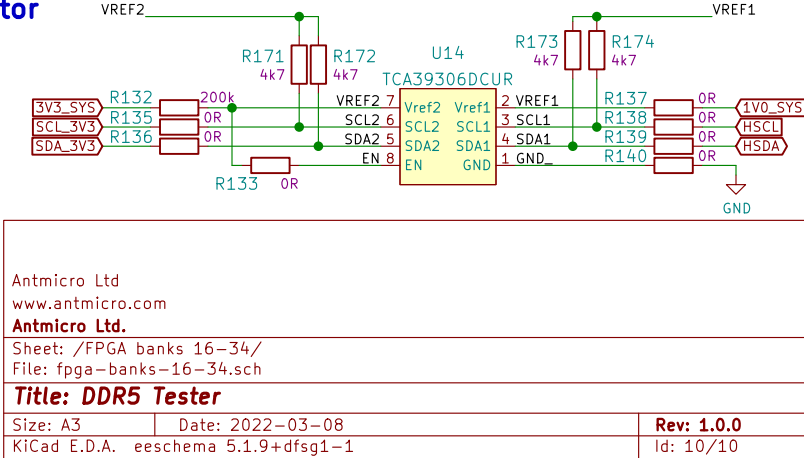 tor
VREF2
VREF1
R171
4k7
R172
4k7
U14
TCA39306DCUR
R173
4k7
R174
4k7
3V3_SYS
R132
200k
VREF2 7
Vref2
Vref1
2 VREF1
R137
0R
1V0_SYS
SCL_3V3
R135
0R
SCL2 6
SCL2
SCL1
3 SCL1
R138
0R
HSCL
SDA_3V3
R136
0R
SDA2 5
SDA2
SDA1
4 SDA1
R139
0R
HSDA
R133
0R
EN 8
EN
GND
1 GND_
R140
0R
GND
Antmicro Ltd
www.antmicro.com
Antmicro Ltd.
Sheet: /FPGA banks 16-34/
File: fpga-banks-16-34.sch
Title: DDR5 Tester
Size: A3
Date: 2022-03-08
Rev: 1.0.0
KiCad E.D.A. eeschema 5.1.9+dfsg1-1
Id: 10/10